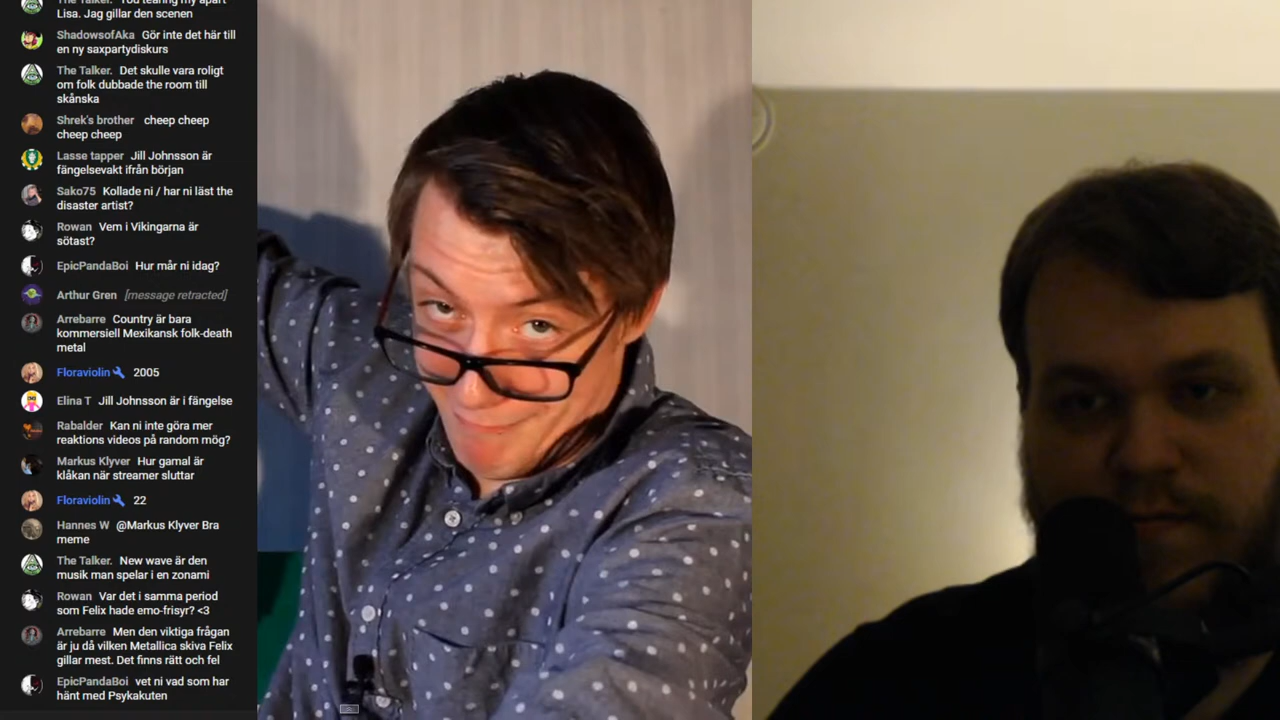 The Talker. You tearing my apart
Lisa. Jag gillar den scenen
ShadowsofAka Gör inte det här till
en ny saxpartydiskurs
The Talker. Det skulle vara roligt
om folk dubbade the room till
skånska
Shrek's brother cheep cheep
cheep cheep
Lasse tapper Jill Johnsson är
fängelsevakt ifrån början
Sako75 Kollade ni / har ni läst the
disaster artist?
Rowan Vem i Vikingarna är
sötast?
EpicPandaBoi Hur mår ni idag?
Arthur Gren [message retracted]
Arrebarre Country är bara
kommersiell Mexikansk folk-death
metal
Floraviolin 2005
Elina T Jill Johnsson är i fängelse
Rabalder Kan ni inte göra mer
reaktions videos på random mög?
Markus Klyver Hur gamal är
klåkan när streamer sluttar
Floraviolin 22
Hannes W @Markus Klyver Bra
meme
The Talker. New wave är den
musik man spelar i en zonami
Rowan Var det i samma period
som Felix hade emo-frisyr? <3
Arrebarre Men den viktiga frågan
är ju då vilken Metallica skiva Felix
gillar mest. Det finns rätt och fel
EpicPandaBoi vet ni vad som har
hänt med Psykakuten